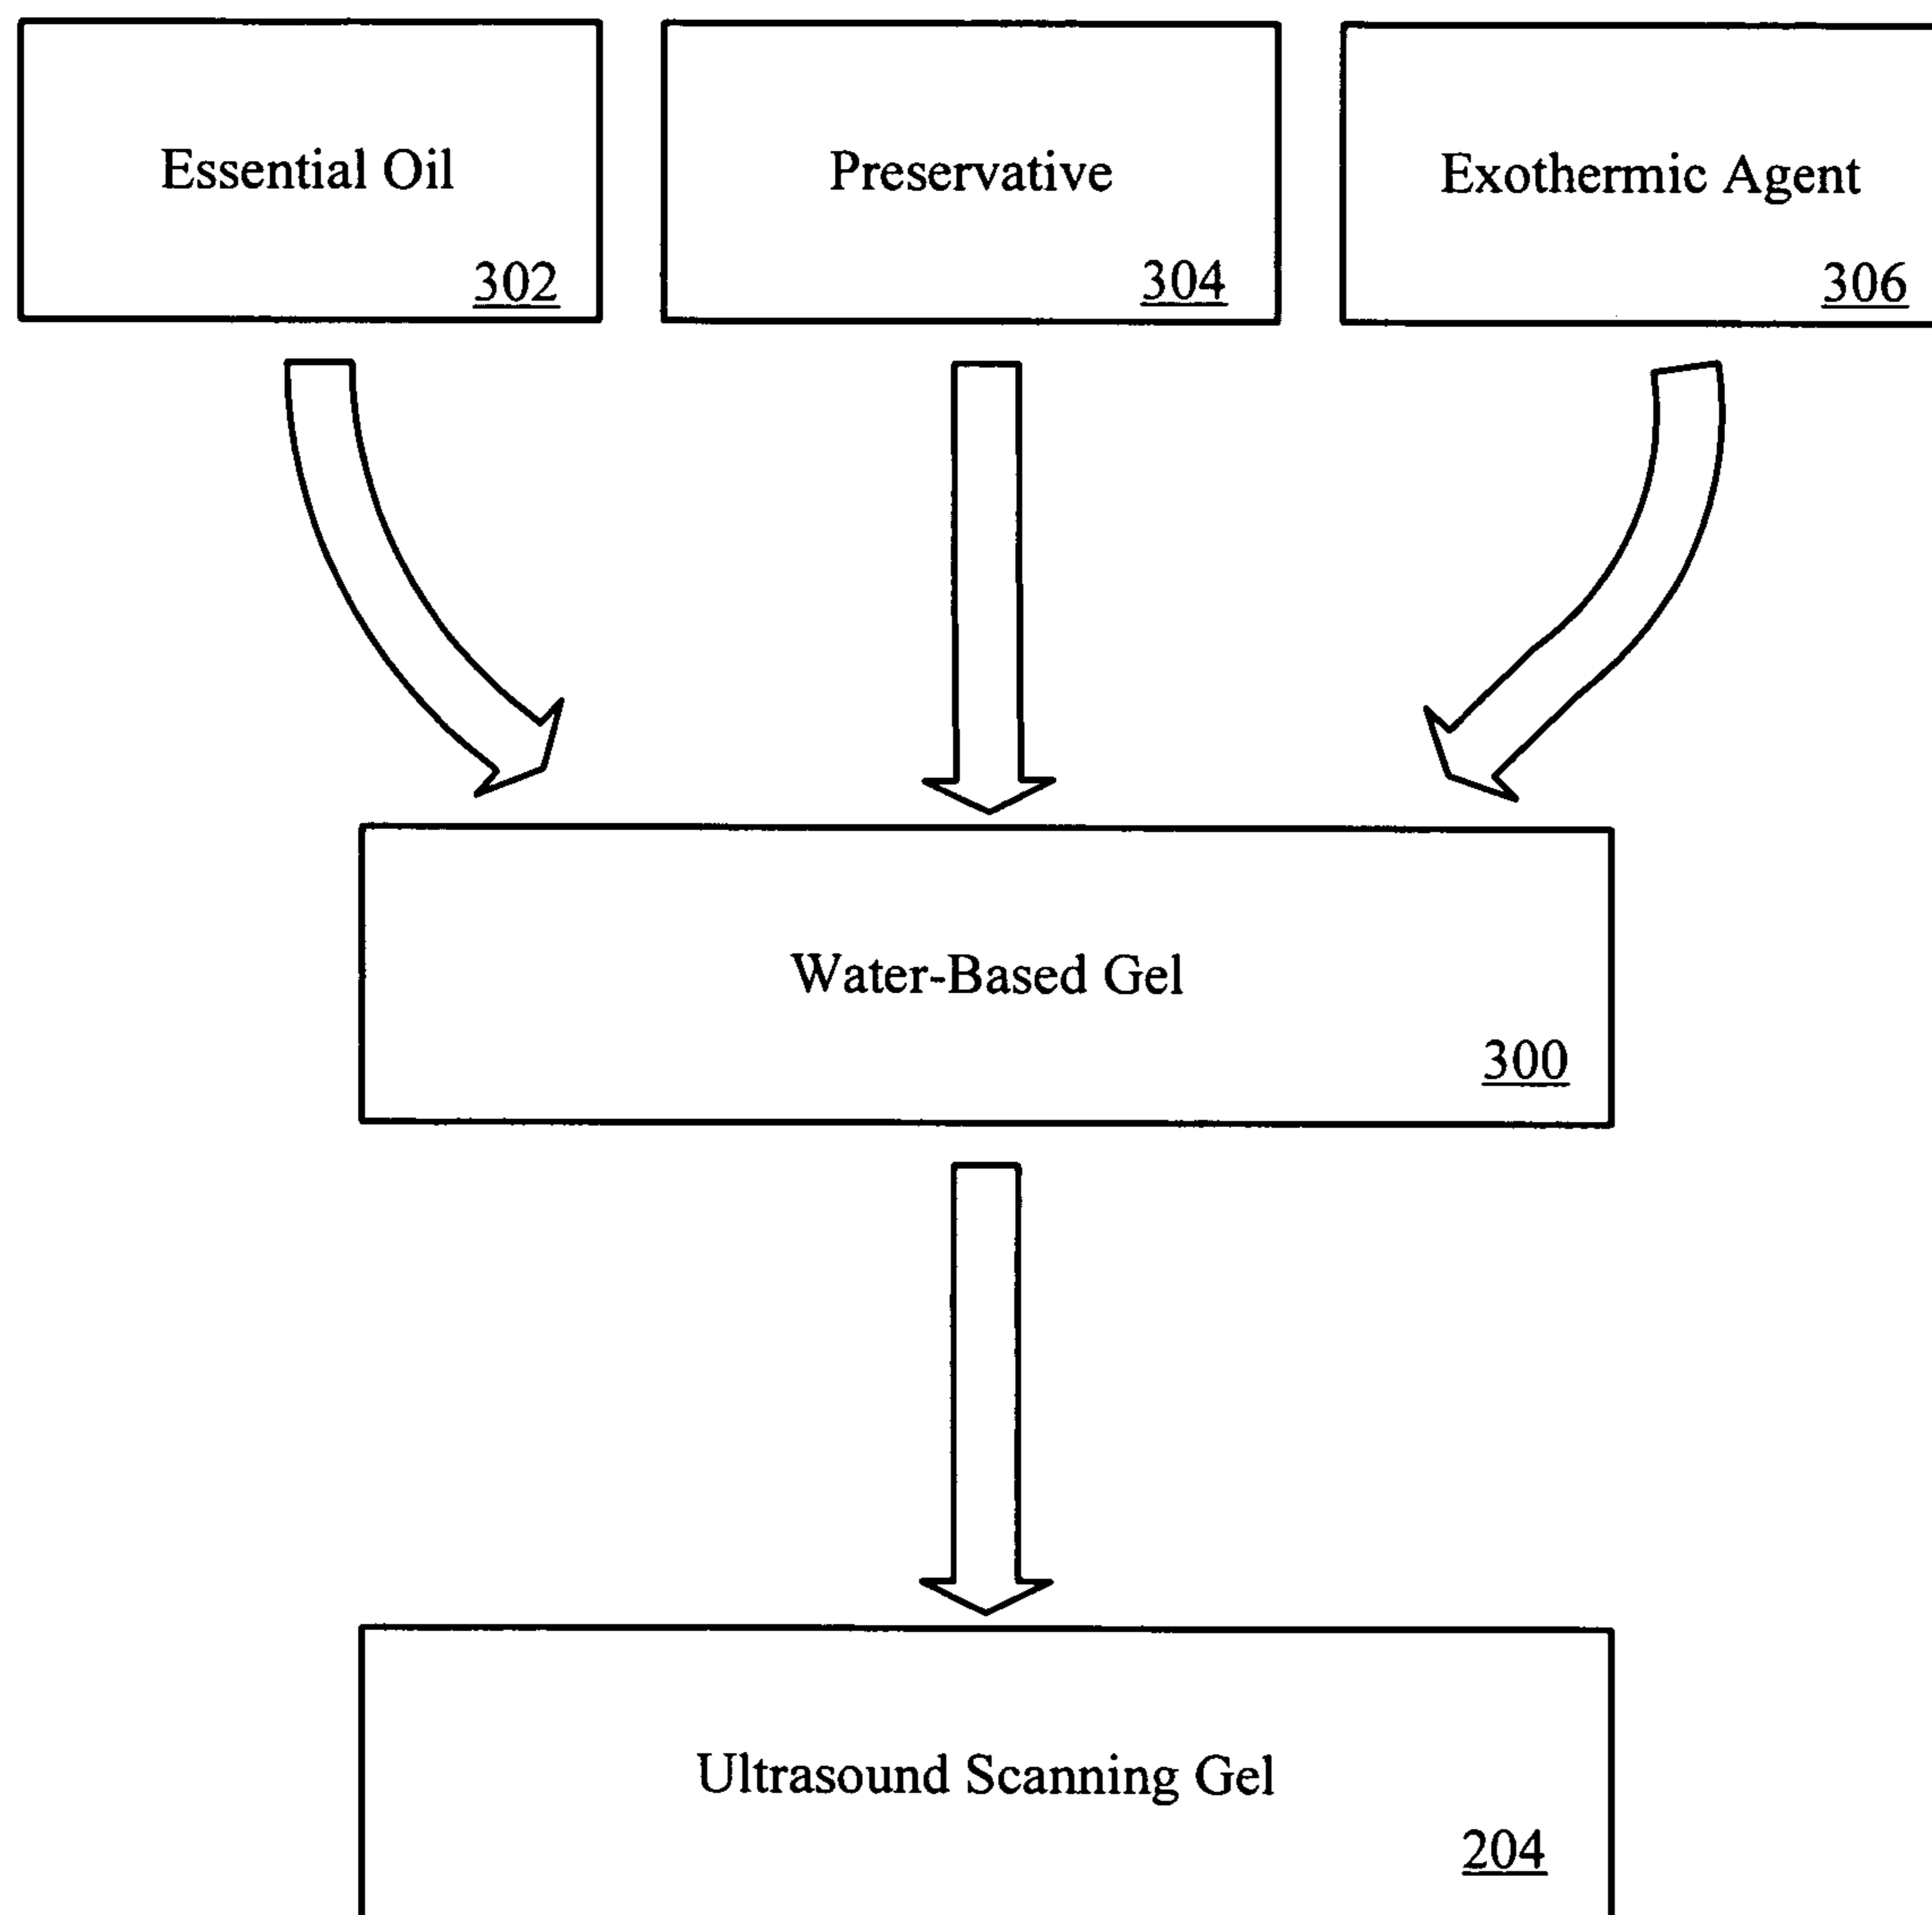 Essential Oil
302
Preservative
304
Exothermic Agent
306
Water-Based Gel
300
Ultrasound Scanning Gel
204